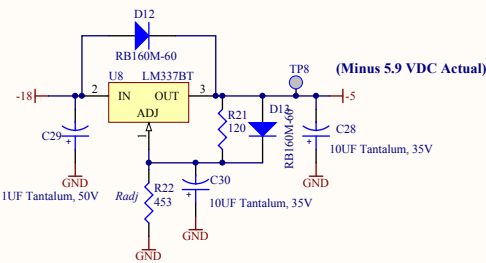 D12
RB160M-60
U8 LM337BT
TP8
(Minus 5.9 VDC Actual)
-18
2
IN OUT
3
-5
ADJ
1
R21
120
D13
RB160M-60
C29
C28
10UF Tantalum, 35V
GND
1UF Tantalum, 50V
GND
Radj
R22
453
C30
10UF Tantalum, 35V
GND
GND